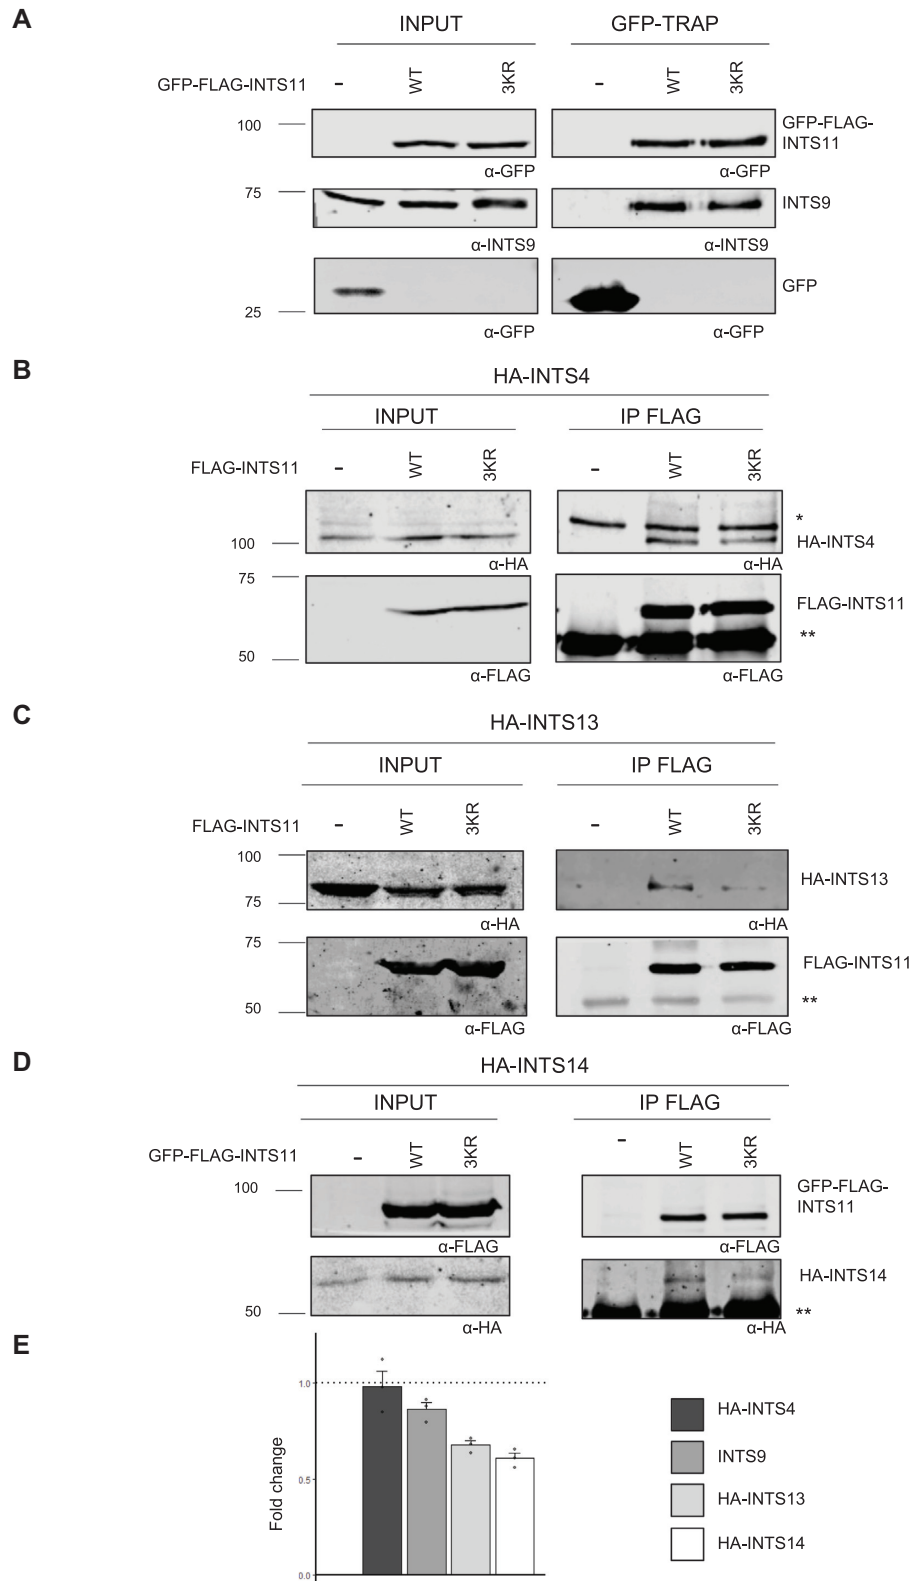 A
INPUT GFP-TRAP
GFP-FLAG-INTS11 - WT 3KR - WT 3KR
100
GFP-FLAG-
INTS11
α-GFP α-GFP
75
INTS9
α-INTS9 α-INTS9
GFP
25
α-GFP α-GFP
B
HA-INTS4
INPUT IP FLAG
FLAG-INTS11 - WT 3KR - WT 3KR
*
100 HA-INTS4
α-HA α-HA
75
FLAG-INTS11
**
50
α-FLAG α-FLAG
C
HA-INTS13
INPUT IP FLAG
FLAG-INTS11 - WT 3KR - WT 3KR
100
HA-INTS13
75
α-HA α-HA
75
FLAG-INTS11
**
50
α-FLAG α-FLAG
D
HA-INTS14
INPUT IP FLAG
GFP-FLAG-INTS11 - WT 3KR - WT 3KR
100
GFP-FLAG-
INTS11
α-FLAG α-FLAG
HA-INTS14
50 **
α-HA α-HA
E
1.0
0.5
0.0
Fold change
HA-INTS4
INTS9
HA-INTS13
HA-INTS14